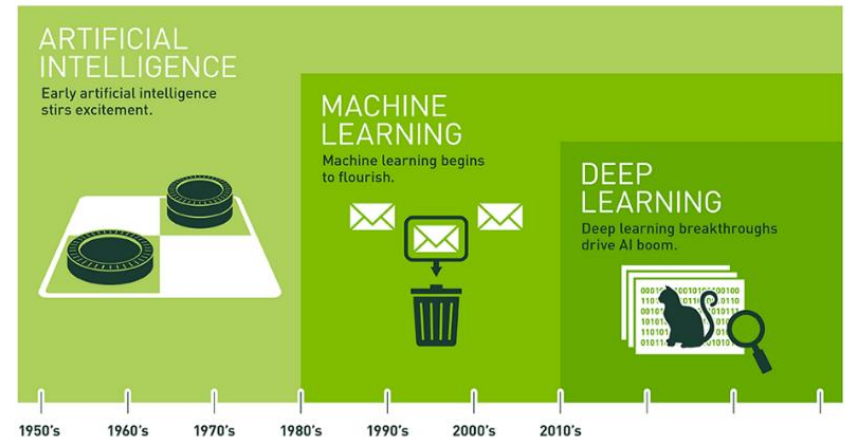 ARTIFICIAL
INTELLIGENCE
Early artificial intelligence
stirs excitement.
MACHINE
LEARNING
Machine learning begins
to flourish.
DEEP
LEARNING
Deep learning breakthroughs
drive AI boom.
1950's 1960's 1970's 1980's 1990's 2000's 2010's